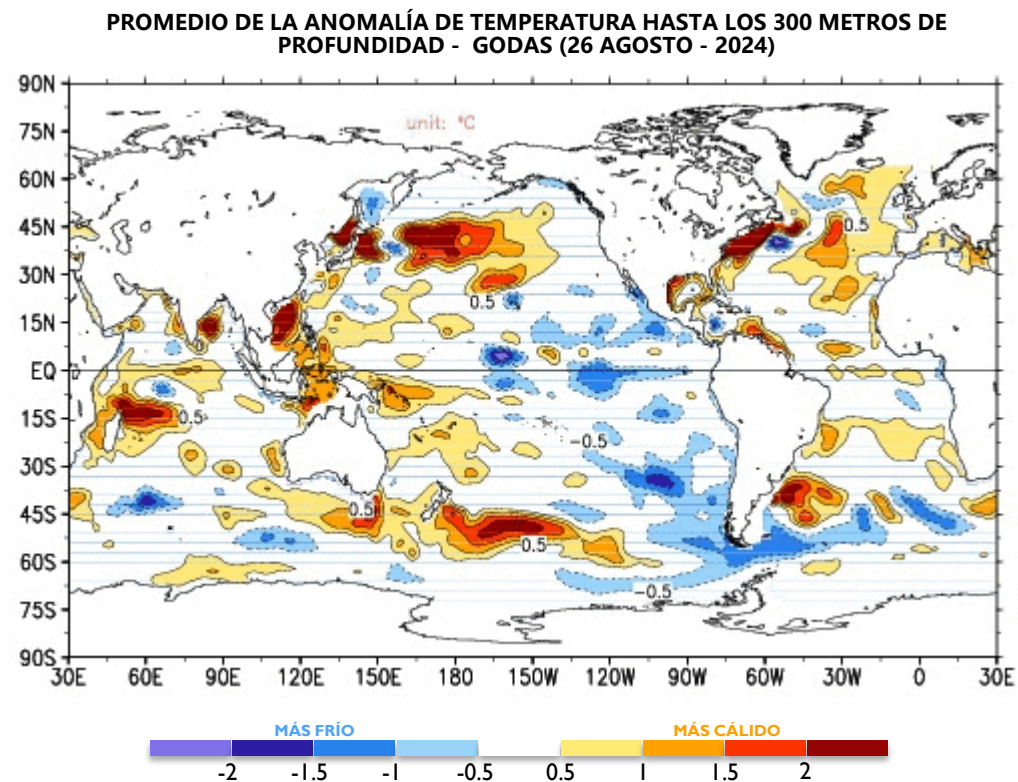 PROMEDIO DE LA ANOMALÍA DE TEMPERATURA HASTA LOS 300 METROS DE
PROFUNDIDAD - GODAS (26 AGOSTO - 2024)
90N
unit: °C
75N
60N
45N
0.5
30N
0.5
15N
0
EQ
15S
0.5
-0.5
30S
45S
0.5
0.5
60S
-0.5
75S
90S
30E 60E 90E 120E 150E 180 150W 120W 90W 60W 30W 0 30E
MÁS FRÍO MÁS CÁLIDO
-2 -1.5 -1 -0.5 0.5 1 1.5 2